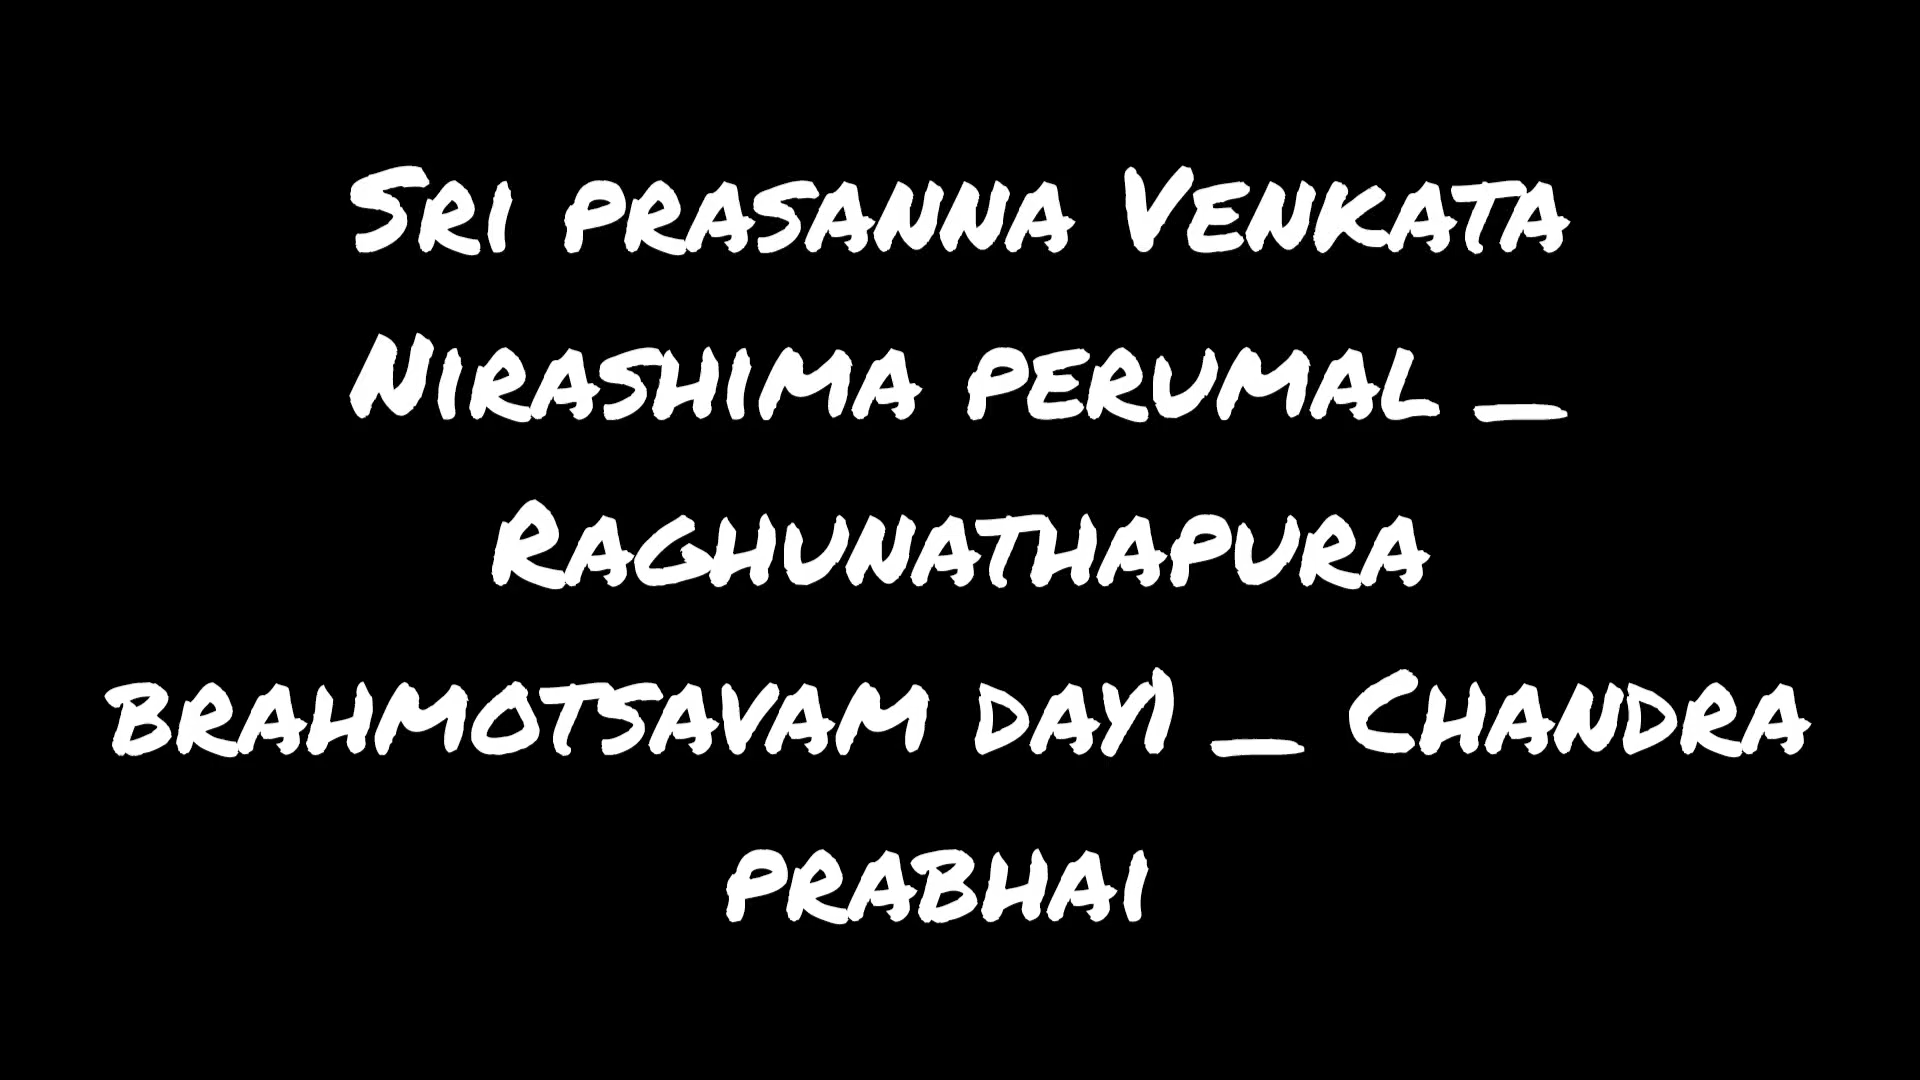 Sri prasanna Venkata
Nirashima perumal _
Raghunathapura
brahmotsavam day1 _ Chandra
prabhai